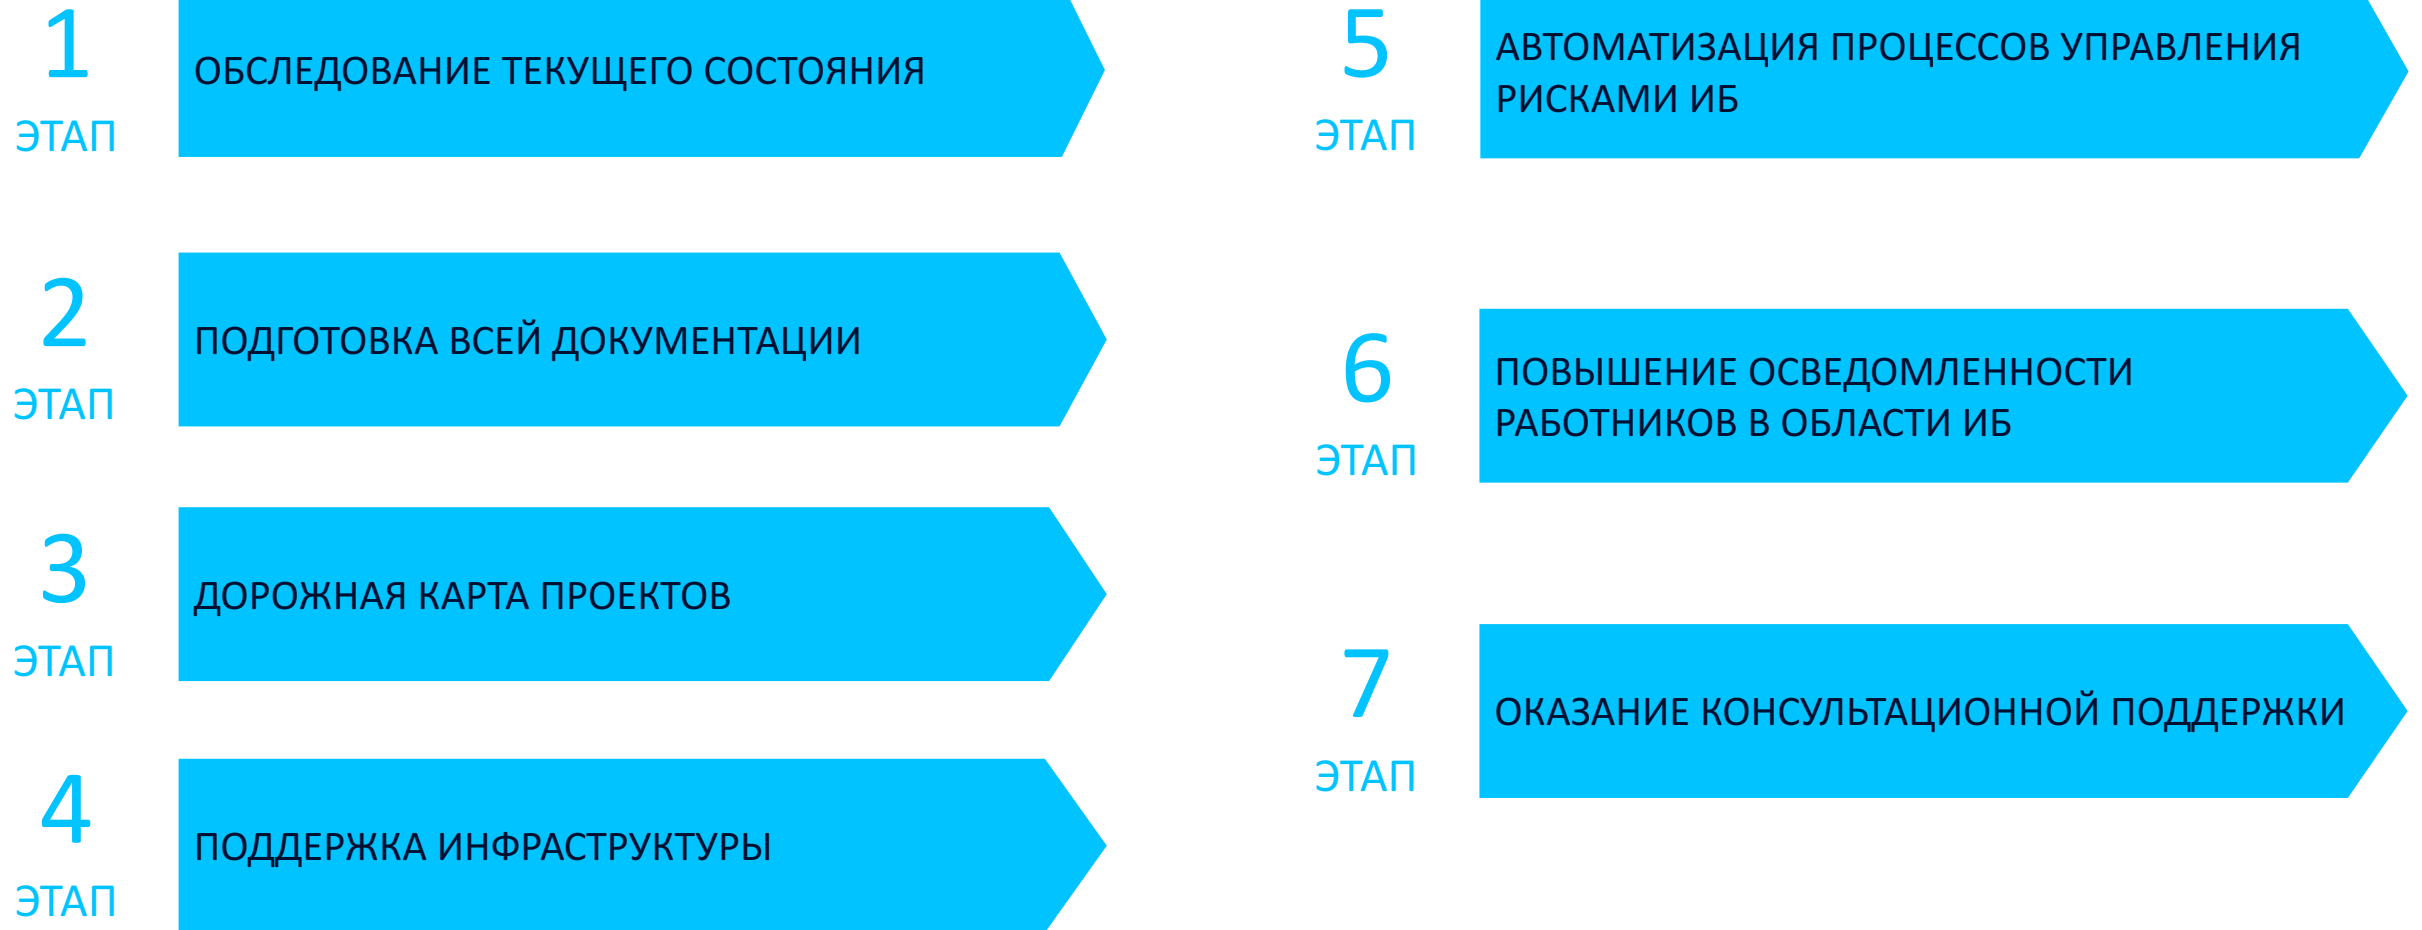 1
ЭТАП
ОБСЛЕДОВАНИЕ ТЕКУЩЕГО СОСТОЯНИЯ
2
ЭТАП
ПОДГОТОВКА ВСЕЙ ДОКУМЕНТАЦИИ
3
ЭТАП
ДОРОЖНАЯ КАРТА ПРОЕКТОВ
4
ЭТАП
ПОДДЕРЖКА ИНФРАСТРУКТУРЫ
5
ЭТАП
АВТОМАТИЗАЦИЯ ПРОЦЕССОВ УПРАВЛЕНИЯ
РИСКАМИ ИБ
6
ЭТАП
ПОВЫШЕНИЕ ОСВЕДОМЛЕННОСТИ
РАБОТНИКОВ В ОБЛАСТИ ИБ
7
ЭТАП
ОКАЗАНИЕ КОНСУЛЬТАЦИОННОЙ ПОДДЕРЖКИ